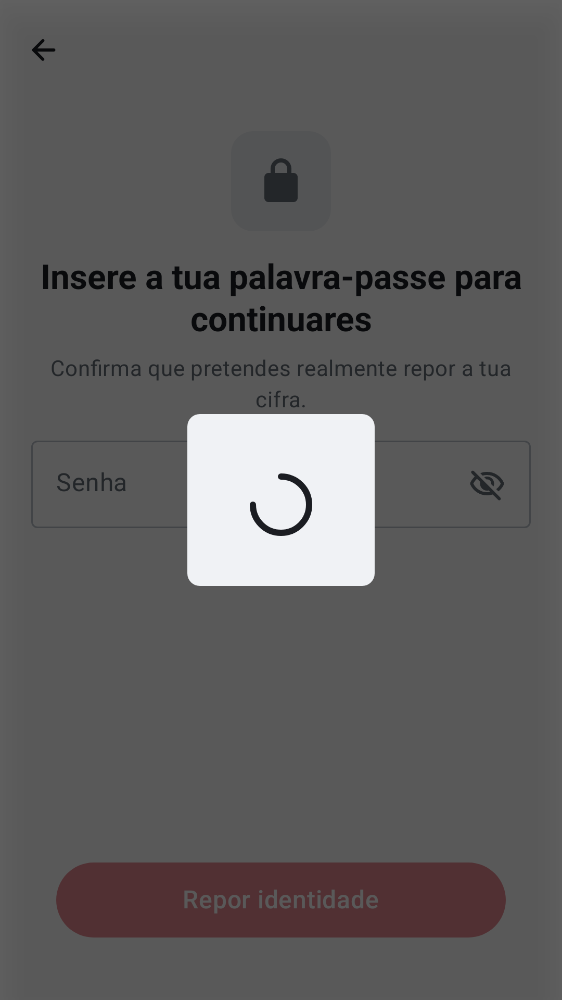 Insere a tua palavra-passe para
continuares
Confirma que pretendes realmente repor a tua
cifra.
Senha
Repor identidade